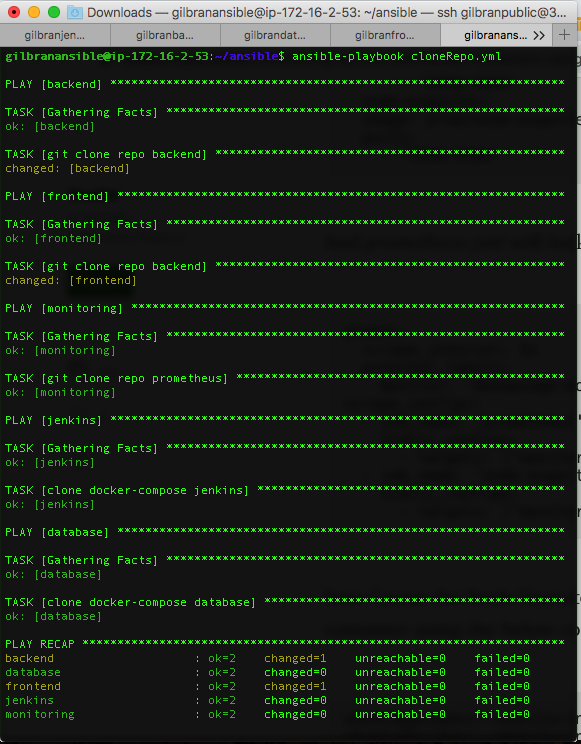 Downloads — gilbranansible@ip-172-16-2-53: ~/ansible — ssh gilbranpublic@3...
gilbranjen... gilbranba... gilbrandat... gilbranfro... gilbranans... >> +
gilbranansible@ip-172-16-2-53:~/ansible$ ansible-playbook cloneRepo.yml
PLAY [backend] *****************************************************************
TASK [Gathering Facts] *********************************************************
ok: [backend]
TASK [git clone repo backend] **************************************************
changed: [backend]
PLAY [frontend] ****************************************************************
TASK [Gathering Facts] *********************************************************
ok: [frontend]
TASK [git clone repo backend] **************************************************
changed: [frontend]
PLAY [monitoring] **************************************************************
TASK [Gathering Facts] *********************************************************
ok: [monitoring]
TASK [git clone repo prometheus] ***********************************************
ok: [monitoring]
PLAY [jenkins] *****************************************************************
TASK [Gathering Facts] *********************************************************
ok: [jenkins]
TASK [clone docker-compose jenkins] ********************************************
ok: [jenkins]
PLAY [database] ****************************************************************
TASK [Gathering Facts] *********************************************************
ok: [database]
TASK [clone docker-compose database] *******************************************
ok: [database]
PLAY RECAP *********************************************************************
backend                    : ok=2    changed=1    unreachable=0    failed=0
database                   : ok=2    changed=0    unreachable=0    failed=0
frontend                   : ok=2    changed=1    unreachable=0    failed=0
jenkins                    : ok=2    changed=0    unreachable=0    failed=0
monitoring                 : ok=2    changed=0    unreachable=0    failed=0